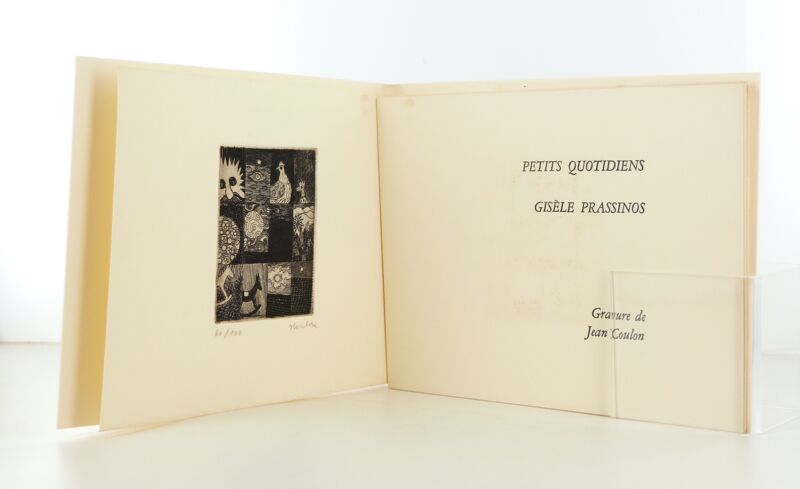 PETITS QUOTIDIENS
GISÈLE PRASSINOS
Gravure de
Jean Coulon